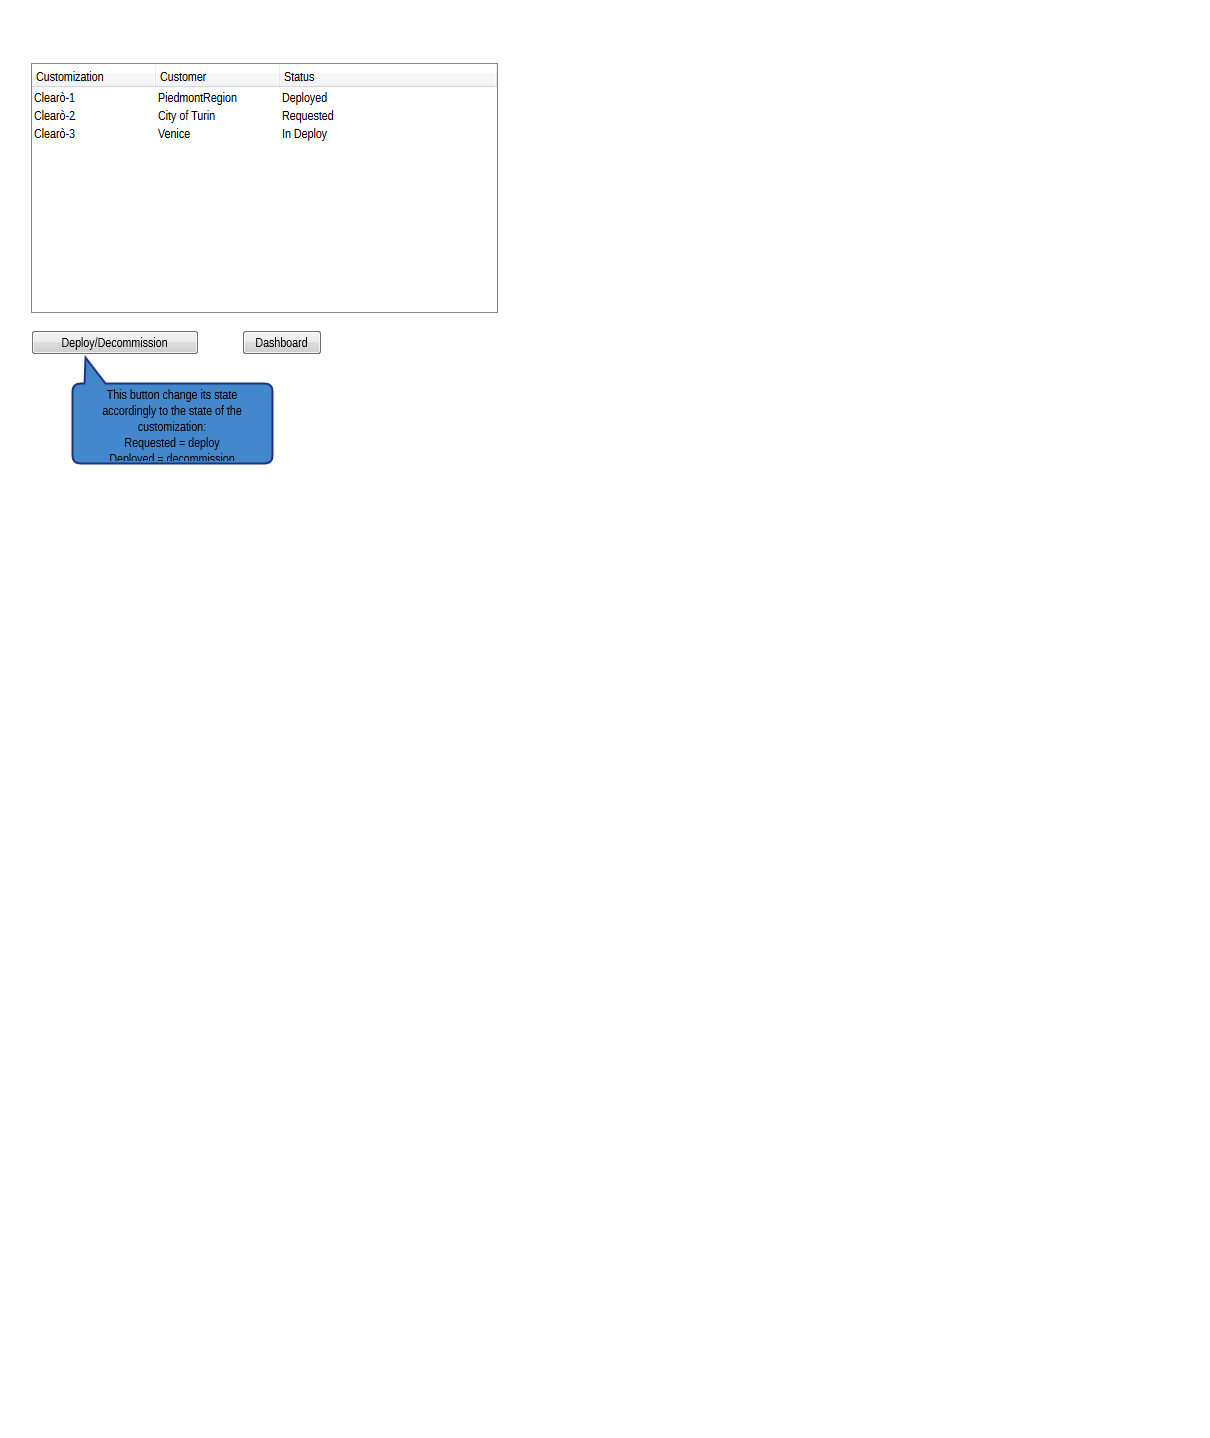 Customization Customer Status
Clearò-1 PiedmontRegion Deployed
Clearò-2 City of Turin Requested
Clearò-3 Venice In Deploy
Deploy/Decommission Dashboard
This button change its state
accordingly to the state of the
customization:
Requested = deploy
Deployed = decommission